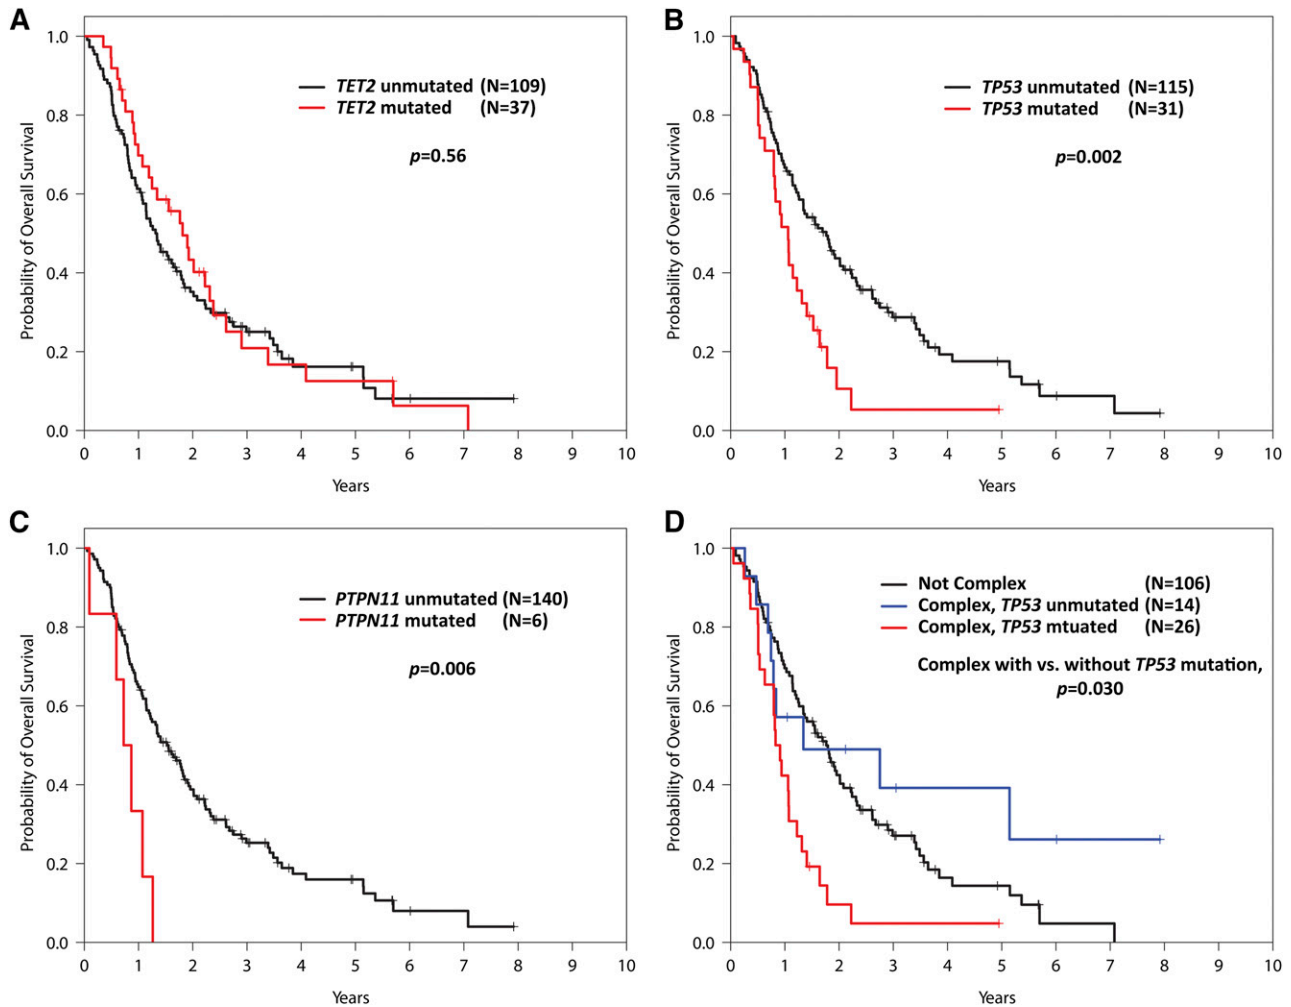 A
1.0
0.8
0.6
0.4
0.2
0.0
Probability of Overall Survival
TET2 unmutated (N=109)
TET2 mutated (N=37)
p=0.56
0 1 2 3 4 5 6 7 8 9 10
Years
B
1.0
0.8
0.6
0.4
0.2
0.0
Probability of Overall Survival
TP53 unmutated (N=115)
TP53 mutated (N=31)
p=0.002
0 1 2 3 4 5 6 7 8 9 10
Years
C
1.0
0.8
0.6
0.4
0.2
0.0
Probability of Overall Survival
PTPN11 unmutated (N=140)
PTPN11 mutated (N=6)
p=0.006
0 1 2 3 4 5 6 7 8 9 10
Years
D
1.0
0.8
0.6
0.4
0.2
0.0
Probability of Overall Survival
Not Complex (N=106)
Complex, TP53 unmutated (N=14)
Complex, TP53 mtuated (N=26)
Complex with vs. without TP53 mutation,
p=0.030
0 1 2 3 4 5 6 7 8 9 10
Years